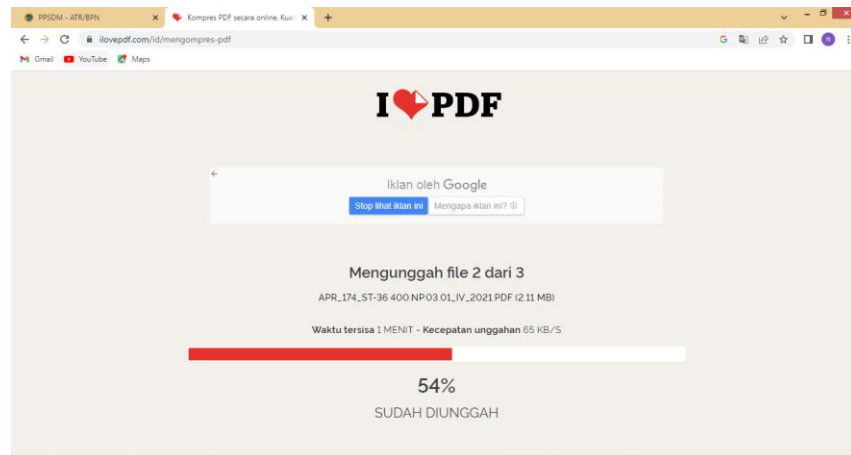 PPSDM - ATR/BPN
Kompres PDF secara online. Kua
ilovepdf.com/id/mengompres-pdf
Gmail YouTube Maps
I PDF
Iklan oleh Google
Stop lihat iklan ini Mengapa iklan ini?
Mengunggah file 2 dari 3
APR_174_ST-36.400.NP.03.01_IV_2021.PDF (2.11 MB)
Waktu tersisa 1 MENIT - Kecepatan unggahan 65 KB/S
54%
SUDAH DIUNGGAH